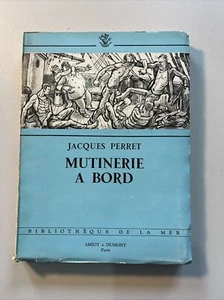 JACQUES PERRET
MUTINERIE
A BORD
BIBLIOTHÈQUE DE LA MER
AMIOT • DUMONT
Paris